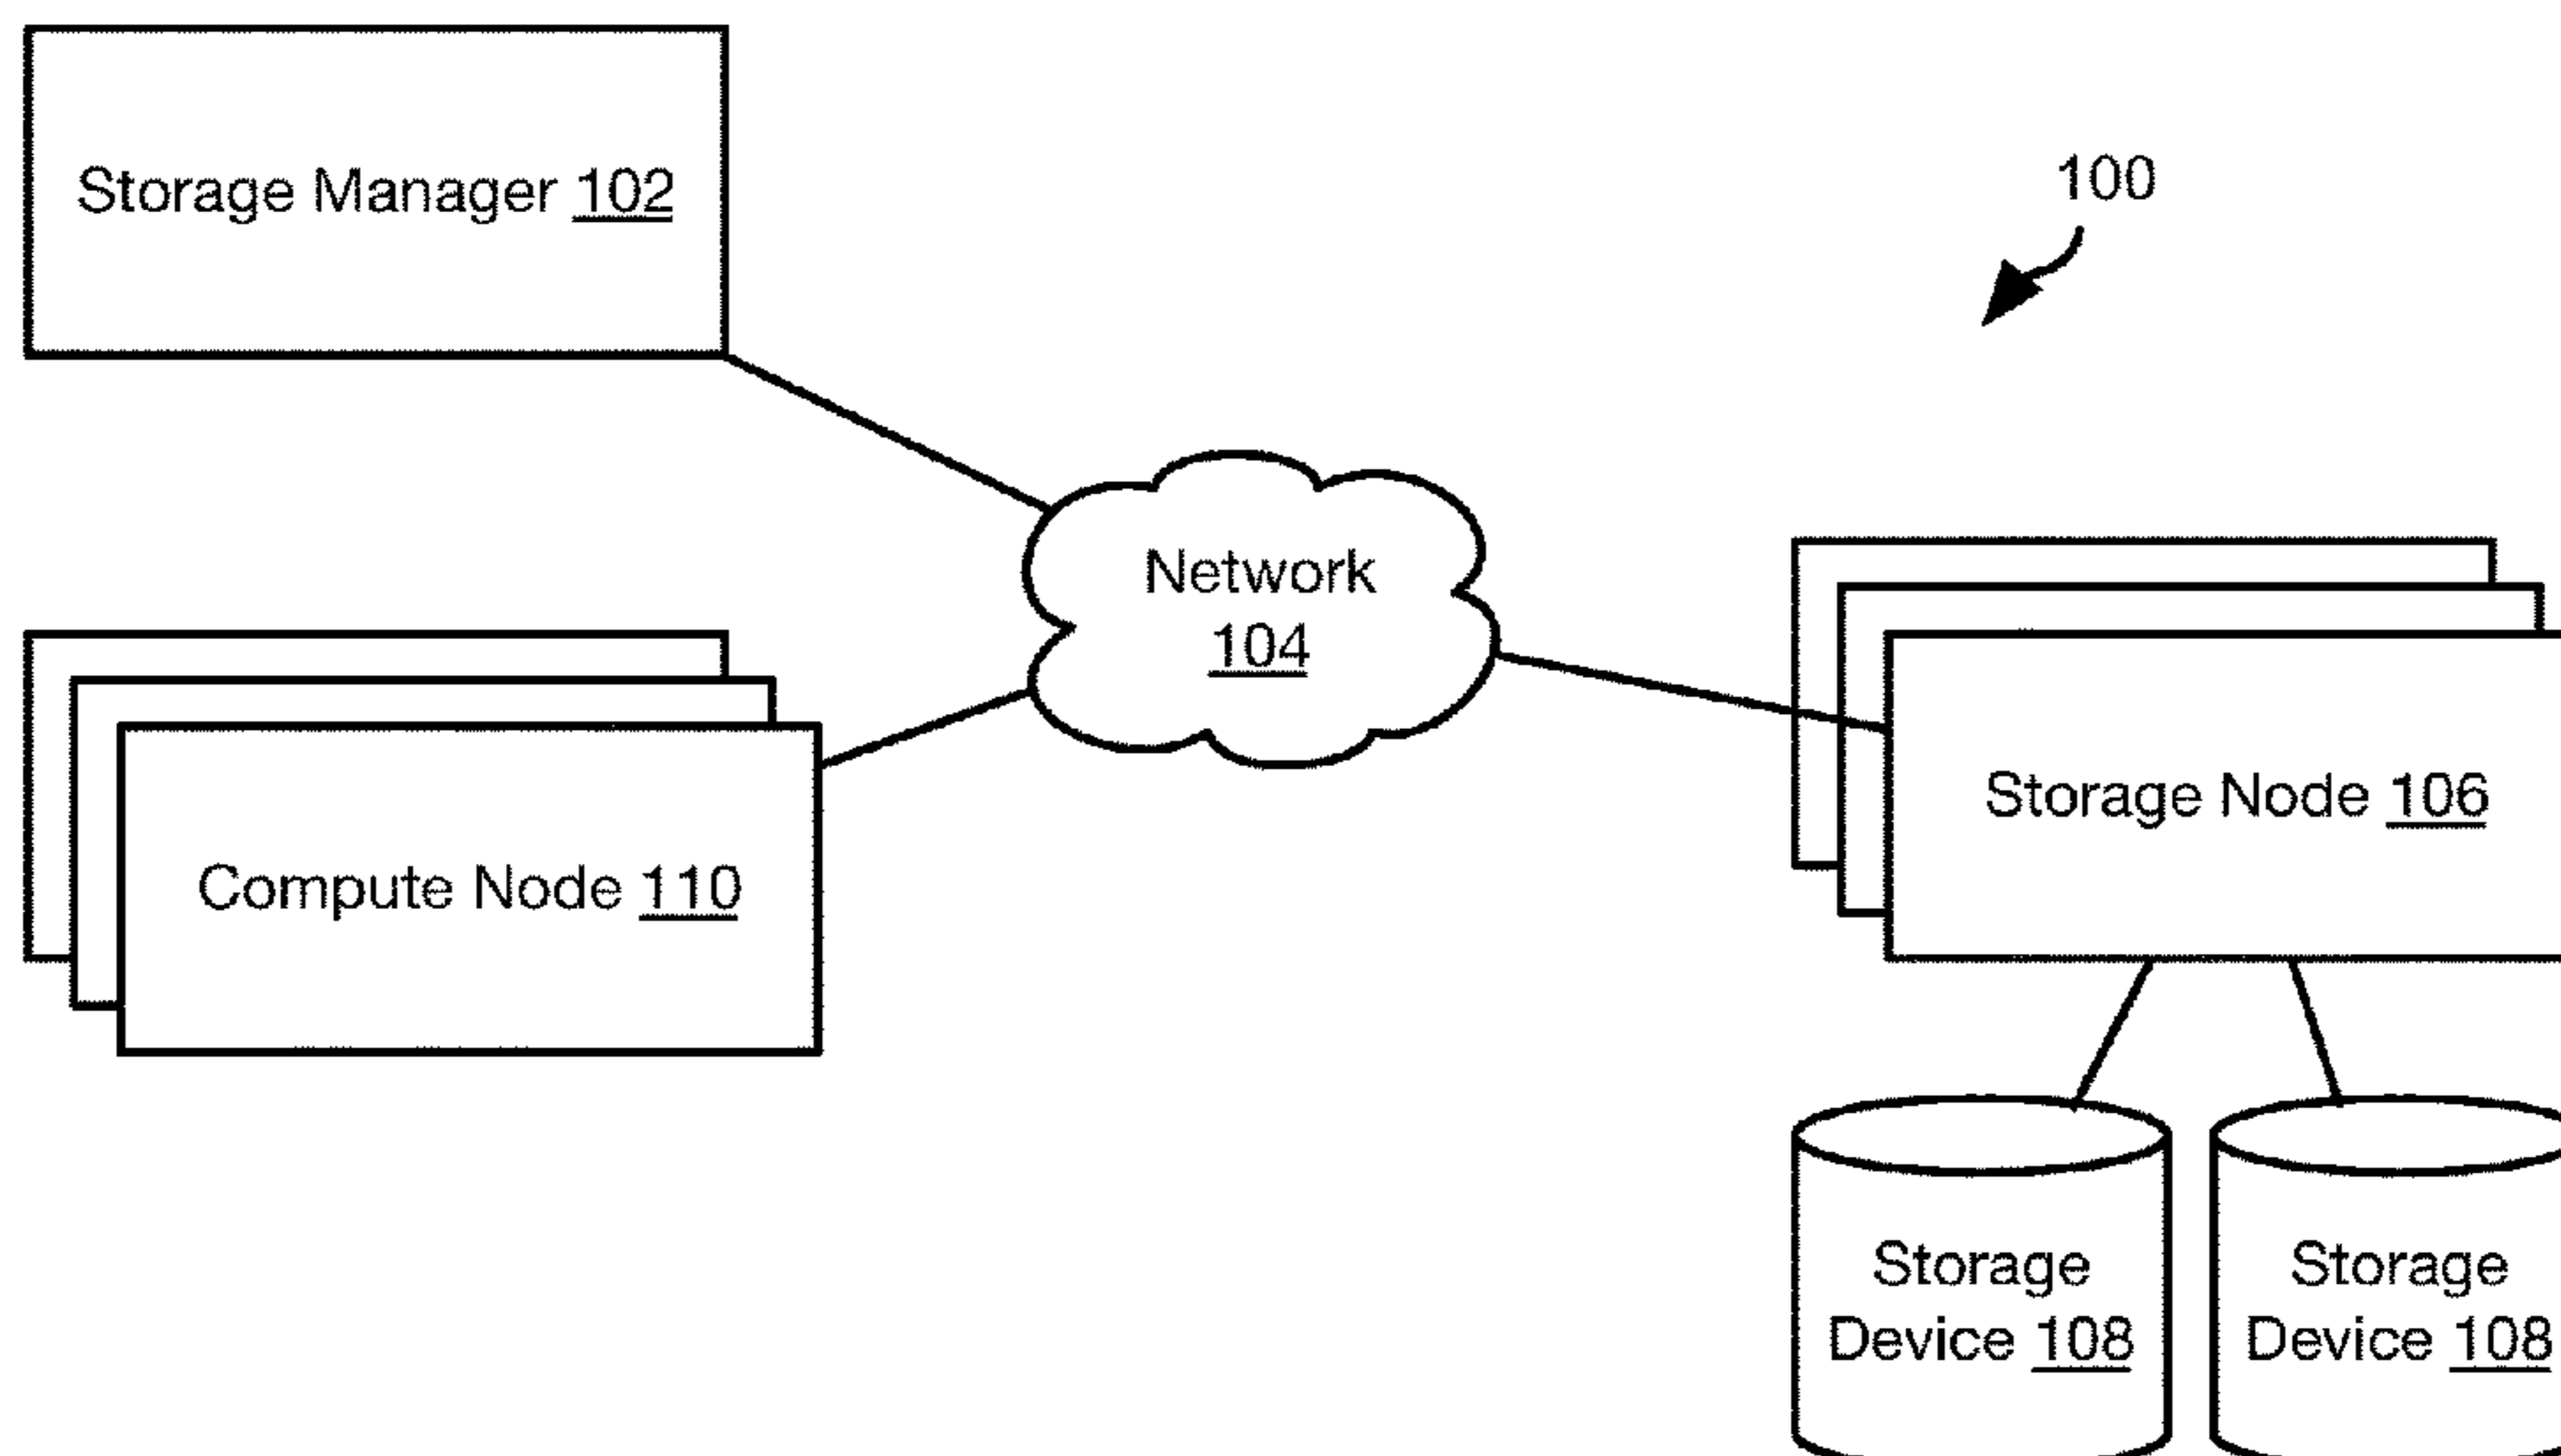 Storage Manager 102
100
Network
104
Storage Node 106
Compute Node 110
Storage
Device 108
Storage
Device 108